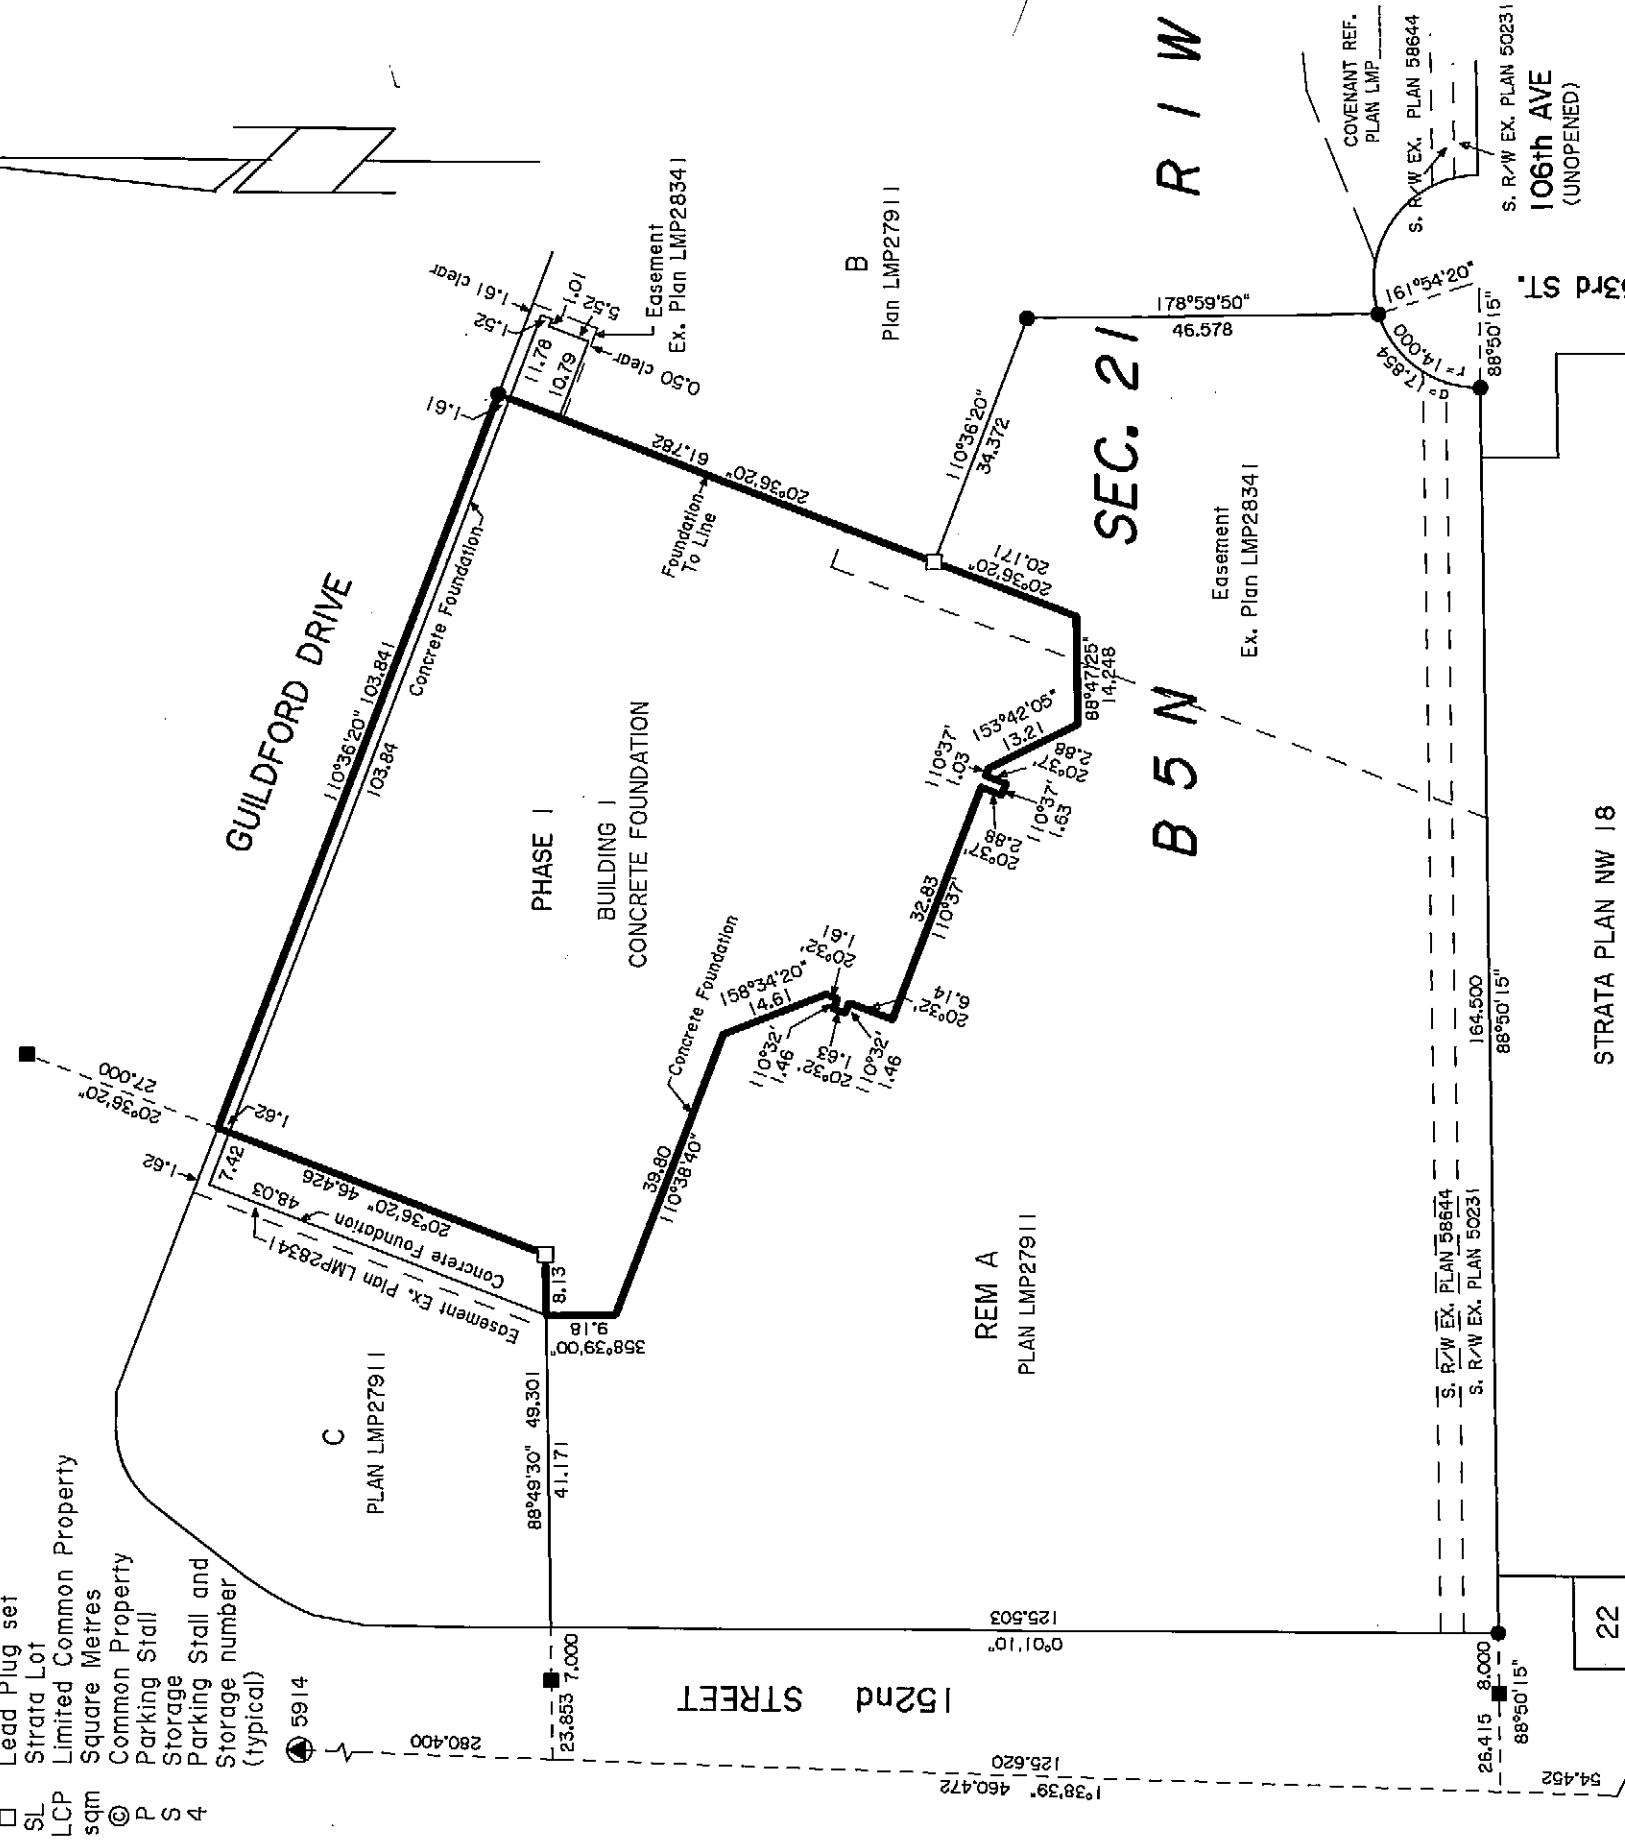 □ Lead Plug set
SL Strata Lot
LCP Limited Common Property
sqm Square Metres
© Common Property
P Parking Stall
S Storage
4 Parking Stall and
Storage number
(typical)
5914
280.400
23.853 7.000
152nd STREET
1°38'39" 460.472
125.620
54.452
26.415 8.000
88°50'15"
0°01'10"
125.503
22
C
PLAN LMP27911
88°49'30" 49.301
41.171
8.13
9.18
358°39'00"
Easement Ex. Plan LMP28341
Concrete Foundation
48.03
20°36'20" 46.426
7.42
1.62
1.62
20°36'20"
27.000
GUILDFORD DRIVE
110°36'20" 103.841
103.84
Concrete Foundation
PHASE 1
BUILDING 1
CONCRETE FOUNDATION
39.80
110°38'40"
Concrete Foundation
158°34'20"
14.61
20°32'
1.61
110°32'
1.46
20°32'
1.63
110°32'
1.46
20°32'
6.14
32.83
110°37'
20°37'
2.88
110°37'
1.63
20°37'
2.88
110°37'
1.03
153°42'05"
13.21
88°47'25"
14.248
20°36'20"
20.171
Foundation
To Line
20°36'20" 61.782
1.61
1.61 clear
1.52
1.01
5.52
11.78
10.79
0.50 clear
Easement
Ex. Plan LMP28341
B
Plan LMP27911
110°36'20"
34.372
178°59'50"
46.578
SEC. 21
B 5 N
R 1 W
Easement
Ex. Plan LMP28341
REM A
PLAN LMP27911
S. R/W EX. PLAN 58644
S. R/W EX. PLAN 50231
164.500
88°50'15"
STRATA PLAN NW 18
a=17.854
r=14.000
161°54'20"
88°50'15"
3rd ST.
COVENANT REF.
PLAN LMP____
S. R/W EX. PLAN 58644
S. R/W EX. PLAN 50231
106th AVE
(UNOPENED)